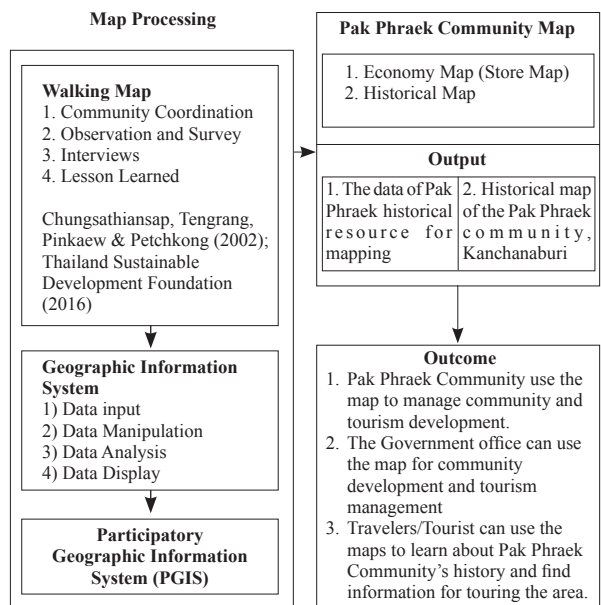 Map Processing
Walking Map
1. Community Coordination
2. Observation and Survey
3. Interviews
4. Lesson Learned
Chungsathiansap, Tengrang,
Pinkaew & Petchkong (2002);
Thailand Sustainable
Development Foundation
(2016)
Geographic Information
System
1) Data input
2) Data Manipulation
3) Data Analysis
4) Data Display
Participatory
Geographic Information
System (PGIS)
Pak Phraek Community Map
1. Economy Map (Store Map)
2. Historical Map
Output
1. The data of Pak
Phraek historical
resource for
mapping
2. Historical map
of the Pak Phraek
community,
Kanchanaburi
Outcome
1. Pak Phraek Community use the
map to manage community and
tourism development.
2. The Government office can use
the map for community
development and tourism
management
3. Travelers/Tourist can use the
maps to learn about Pak Phraek
Community's history and find
information for touring the area.